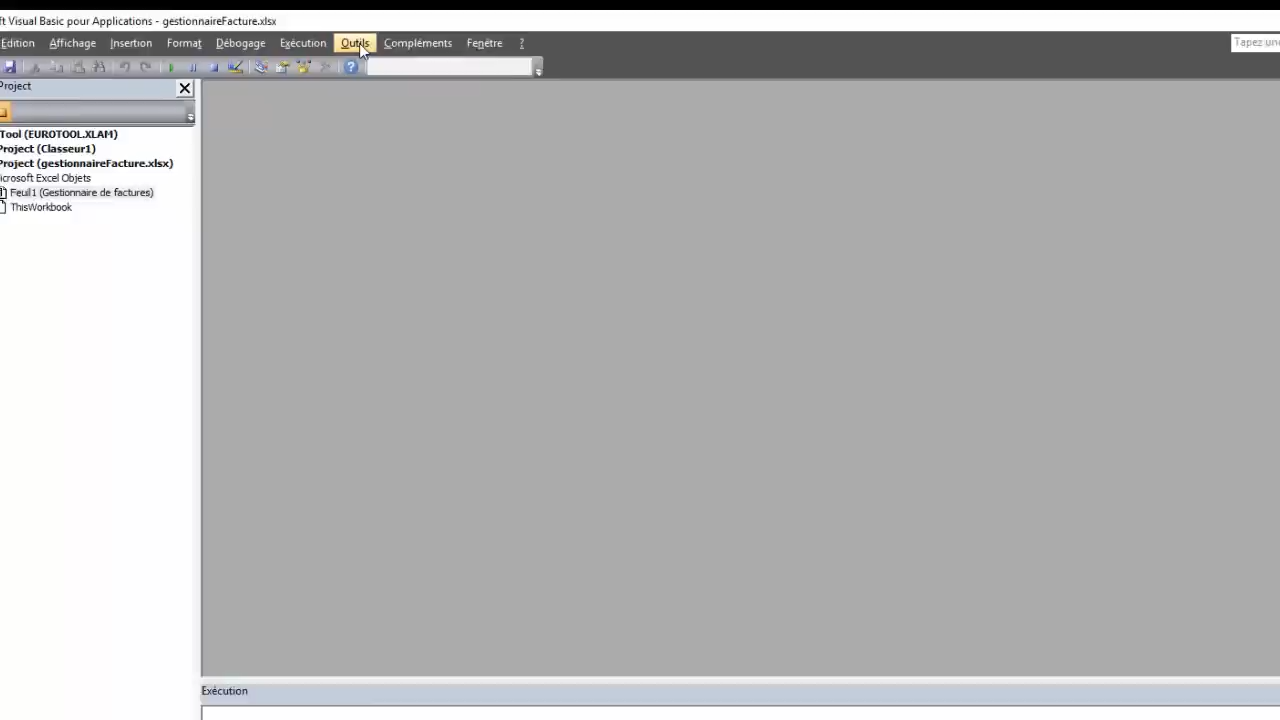 ft Visual Basic pour Applications - gestionnaireFacture.xlsx
Edition Affichage Insertion Format Débogage Exécution Outils Compléments Fenêtre ? Tapez une
Project
Tool (EUROTOOL.XLAM)
Project (Classeur1)
Project (gestionnaireFacture.xlsx)
icrosoft Excel Objets
Feuil1 (Gestionnaire de factures)
ThisWorkbook
Exécution